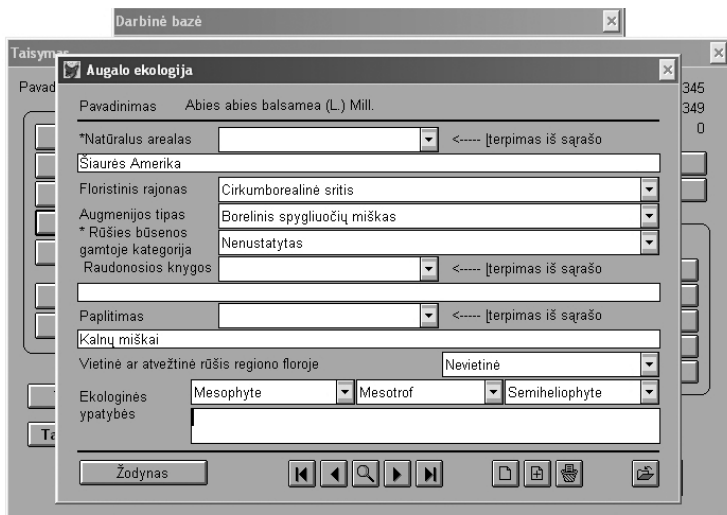 Darbinė bazė
Taisymas
Augalo ekologija
Pavad
345
349
0
Pavadinimas Abies abies balsamea (L.) Mill.
*Natūralus arealas <----- Įterpimas iš sąrašo
Šiaurės Amerika
Floristinis rajonas Cirkumborealinė sritis
Augmenijos tipas Borelinis spygliuočių miškas
* Rūšies būsenos
gamtoje kategorija Nenustatytas
Raudonosios knygos <----- Įterpimas iš sąrašo
Paplitimas <----- Įterpimas iš sąrašo
Kalnų miškai
Vietinė ar atvežtinė rūšis regiono floroje Nevietinė
Ekologinės
ypatybės
Mesophyte Mesotrof Semiheliophyte
Ta
Žodynas